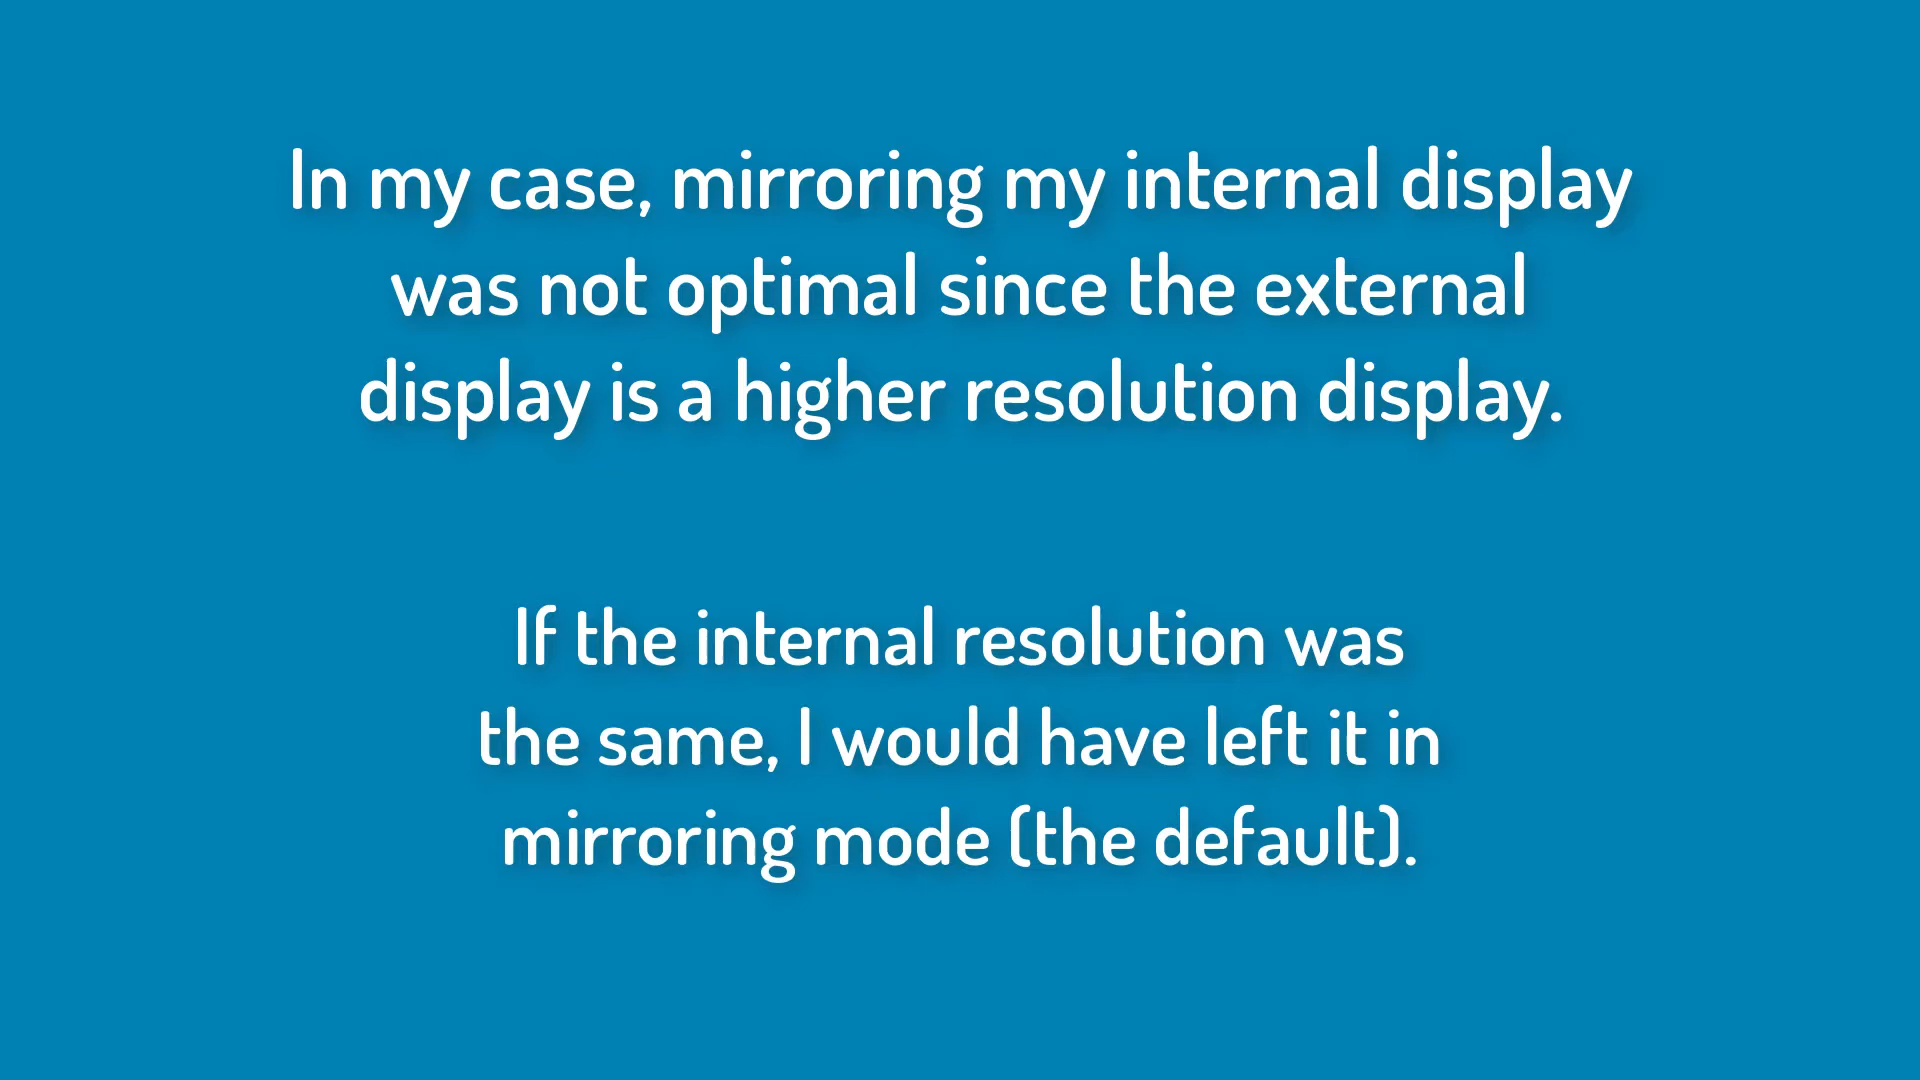 In my case, mirroring my internal display
was not optimal since the external
display is a higher resolution display.
If the internal resolution was
the same, I would have left it in
mirroring mode (the default).